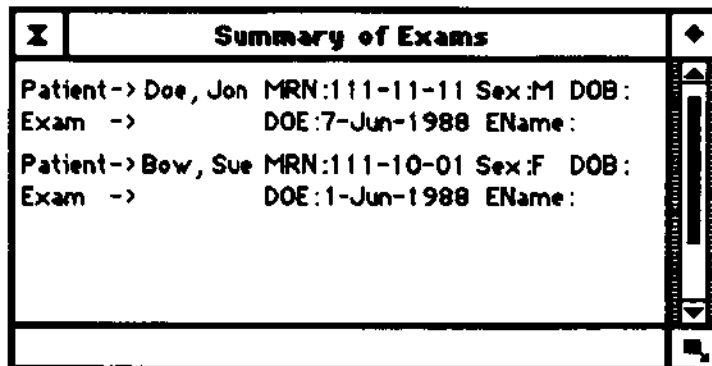 Summary of Exams
Patient-> Doe, Jon MRN:111-11-11 Sex:M DOB:
Exam -> DOE:7-Jun-1988 EName:
Patient->Bow, Sue MRN:111-10-01 Sex:F DOB:
Exam -> DOE:1-Jun-1988 EName: